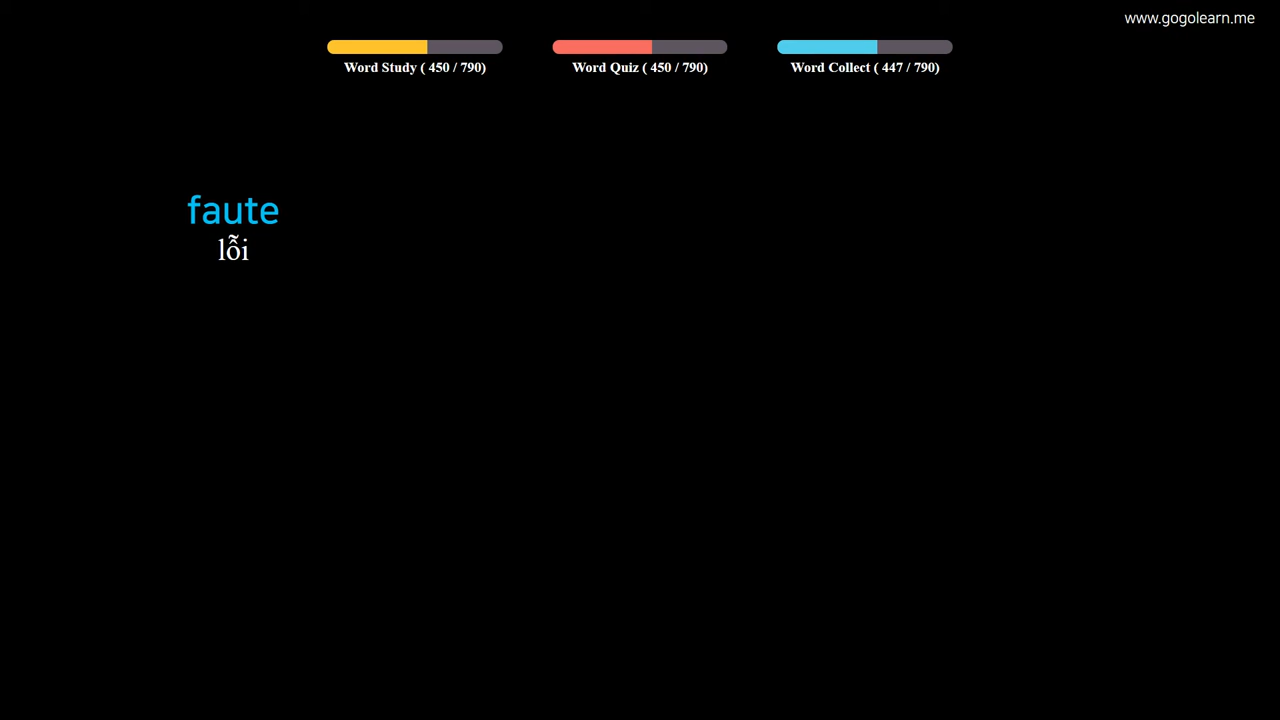 www.gogolearn.me
Word Study ( 450 / 790)
Word Quiz ( 450 / 790)
Word Collect ( 447 / 790)
faute
lỗi